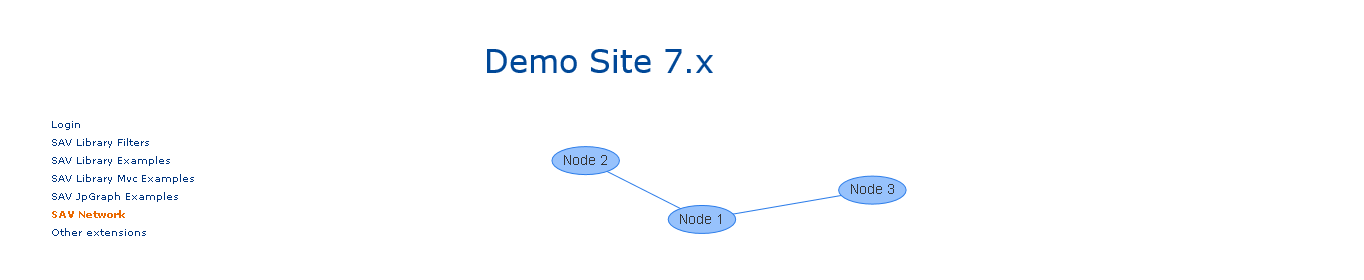 Demo Site 7.x
Login
SAV Library Filters
SAV Library Examples
SAV Library Mvc Examples
SAV JpGraph Examples
SAV Network
Other extensions
Node 2
Node 3
Node 1